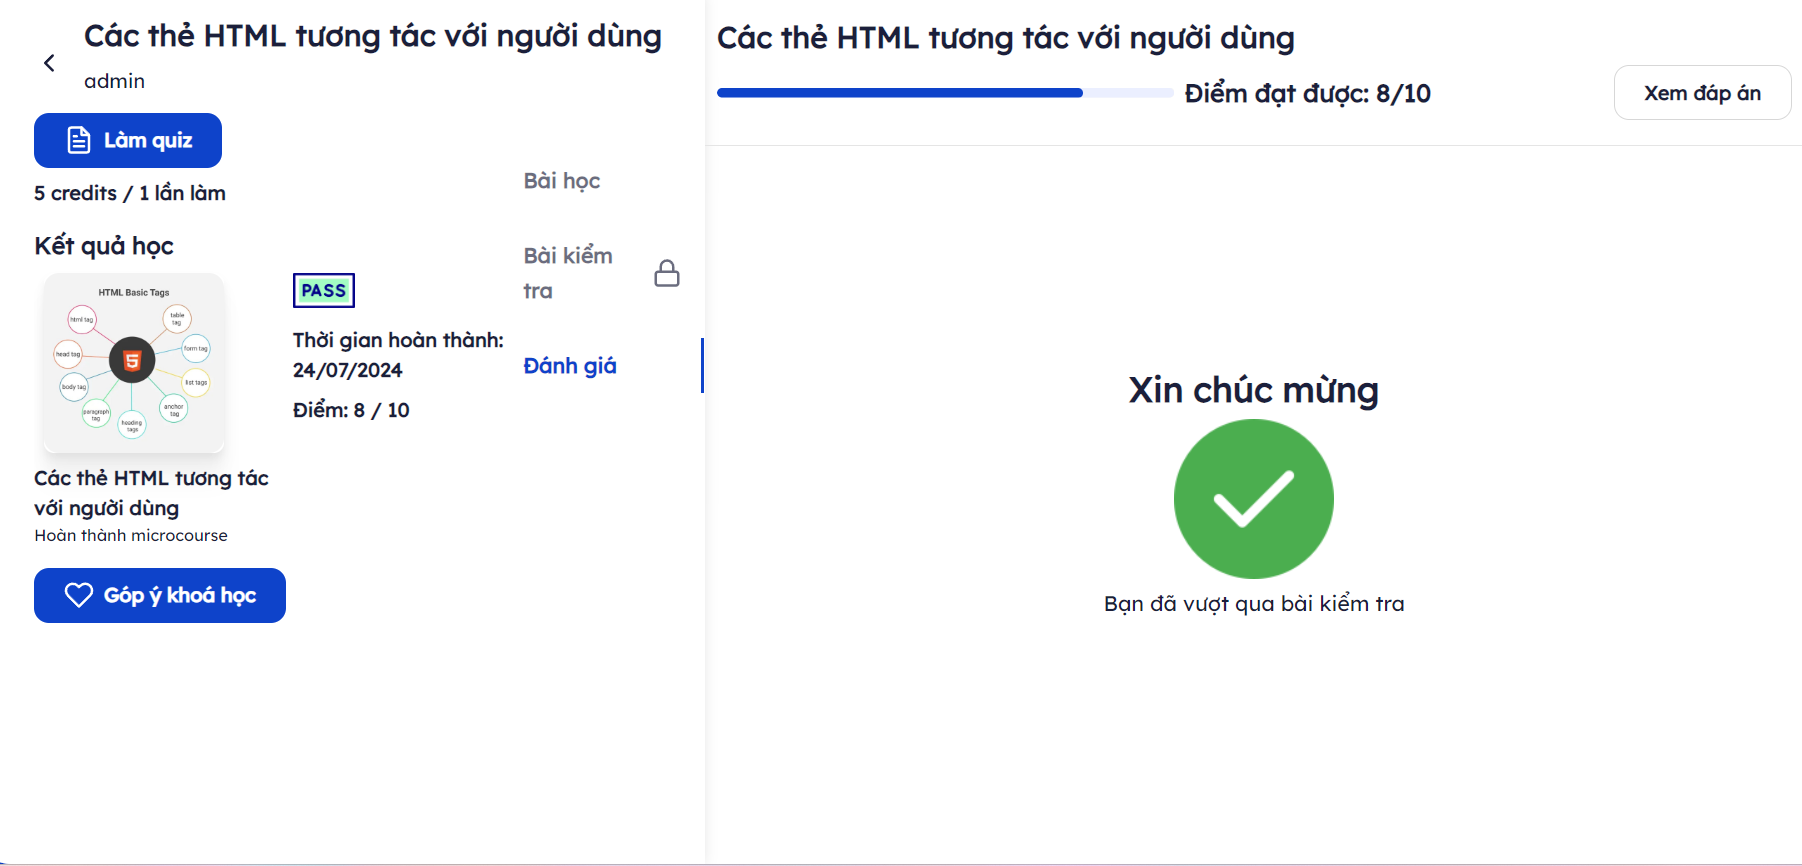 Các thẻ HTML tương tác với người dùng
admin
Làm quiz
5 credits / 1 lần làm
Kết quả học
HTML Basic Tags
html tag
table
tag
head tag
form tag
body tag
list tags
paragraph
tag
anchor
tag
heading
tags
PASS
Thời gian hoàn thành:
24/07/2024
Điểm: 8 / 10
Các thẻ HTML tương tác
với người dùng
Hoàn thành microcourse
Góp ý khoá học
Bài học
Bài kiểm
tra
Đánh giá
Các thẻ HTML tương tác với người dùng
Điểm đạt được: 8/10
Xem đáp án
Xin chúc mừng
Bạn đã vượt qua bài kiểm tra